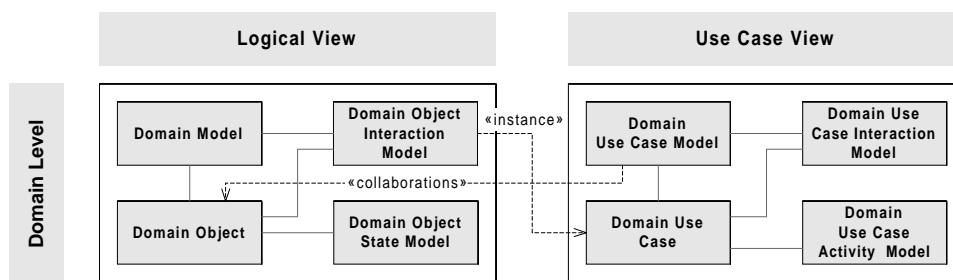 Logical View
Use Case View
Domain Level
Domain Model
Domain Object
Interaction
Model
«instance»
Domain
Use Case Model
Domain Use
Case Interaction
Model
«collaborations»
Domain Object
Domain Object
State Model
Domain Use
Case
Domain
Use Case
Activity Model